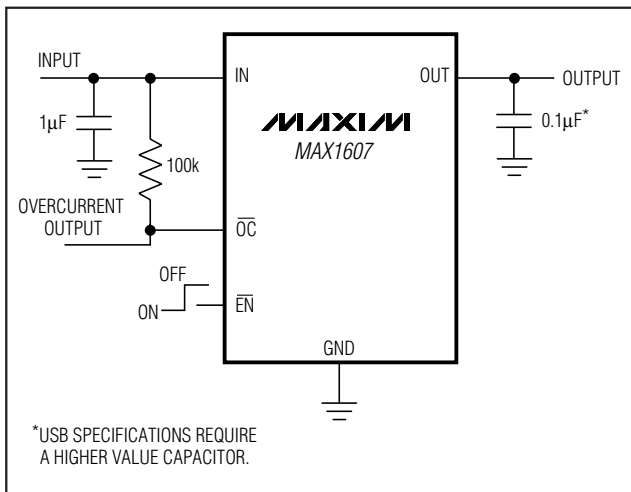 INPUT
IN
OUT
OUTPUT
1µF
MAXIM
0.1µF*
MAX1607
100k
OVERCURRENT
OUTPUT
OC
OFF
ON
EN
GND
*USB SPECIFICATIONS REQUIRE
A HIGHER VALUE CAPACITOR.